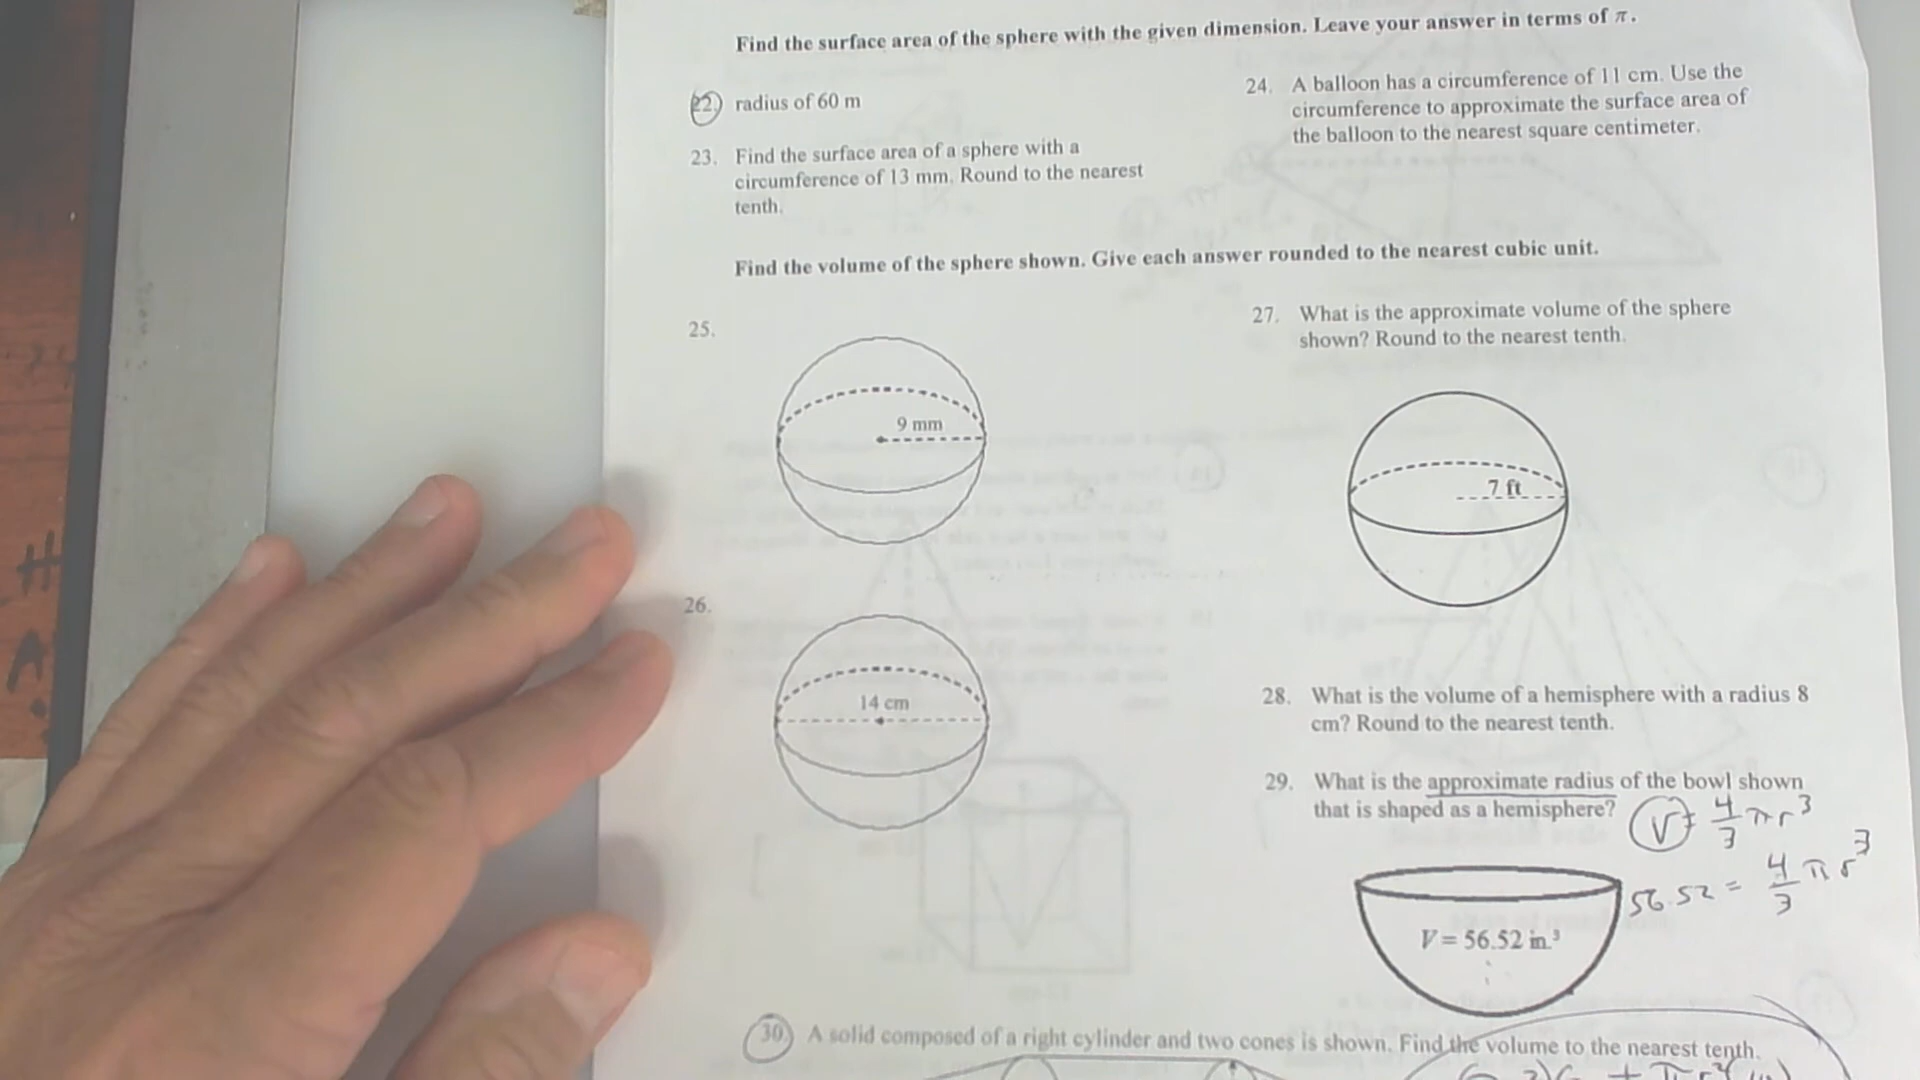 Find the surface area of the sphere with the given dimension. Leave your answer in terms of π.
22. radius of 60 m
23. Find the surface area of a sphere with a
circumference of 13 mm. Round to the nearest
tenth.
24. A balloon has a circumference of 11 cm. Use the
circumference to approximate the surface area of
the balloon to the nearest square centimeter.
Find the volume of the sphere shown. Give each answer rounded to the nearest cubic unit.
25.
9 mm
26.
14 cm
27. What is the approximate volume of the sphere
shown? Round to the nearest tenth.
7 ft
28. What is the volume of a hemisphere with a radius 8
cm? Round to the nearest tenth.
29. What is the approximate radius of the bowl shown
that is shaped as a hemisphere?
V = 4/3 πr³
56.52 = 4/3 πr³
V = 56.52 in.³
30. A solid composed of a right cylinder and two cones is shown. Find the volume to the nearest tenth.